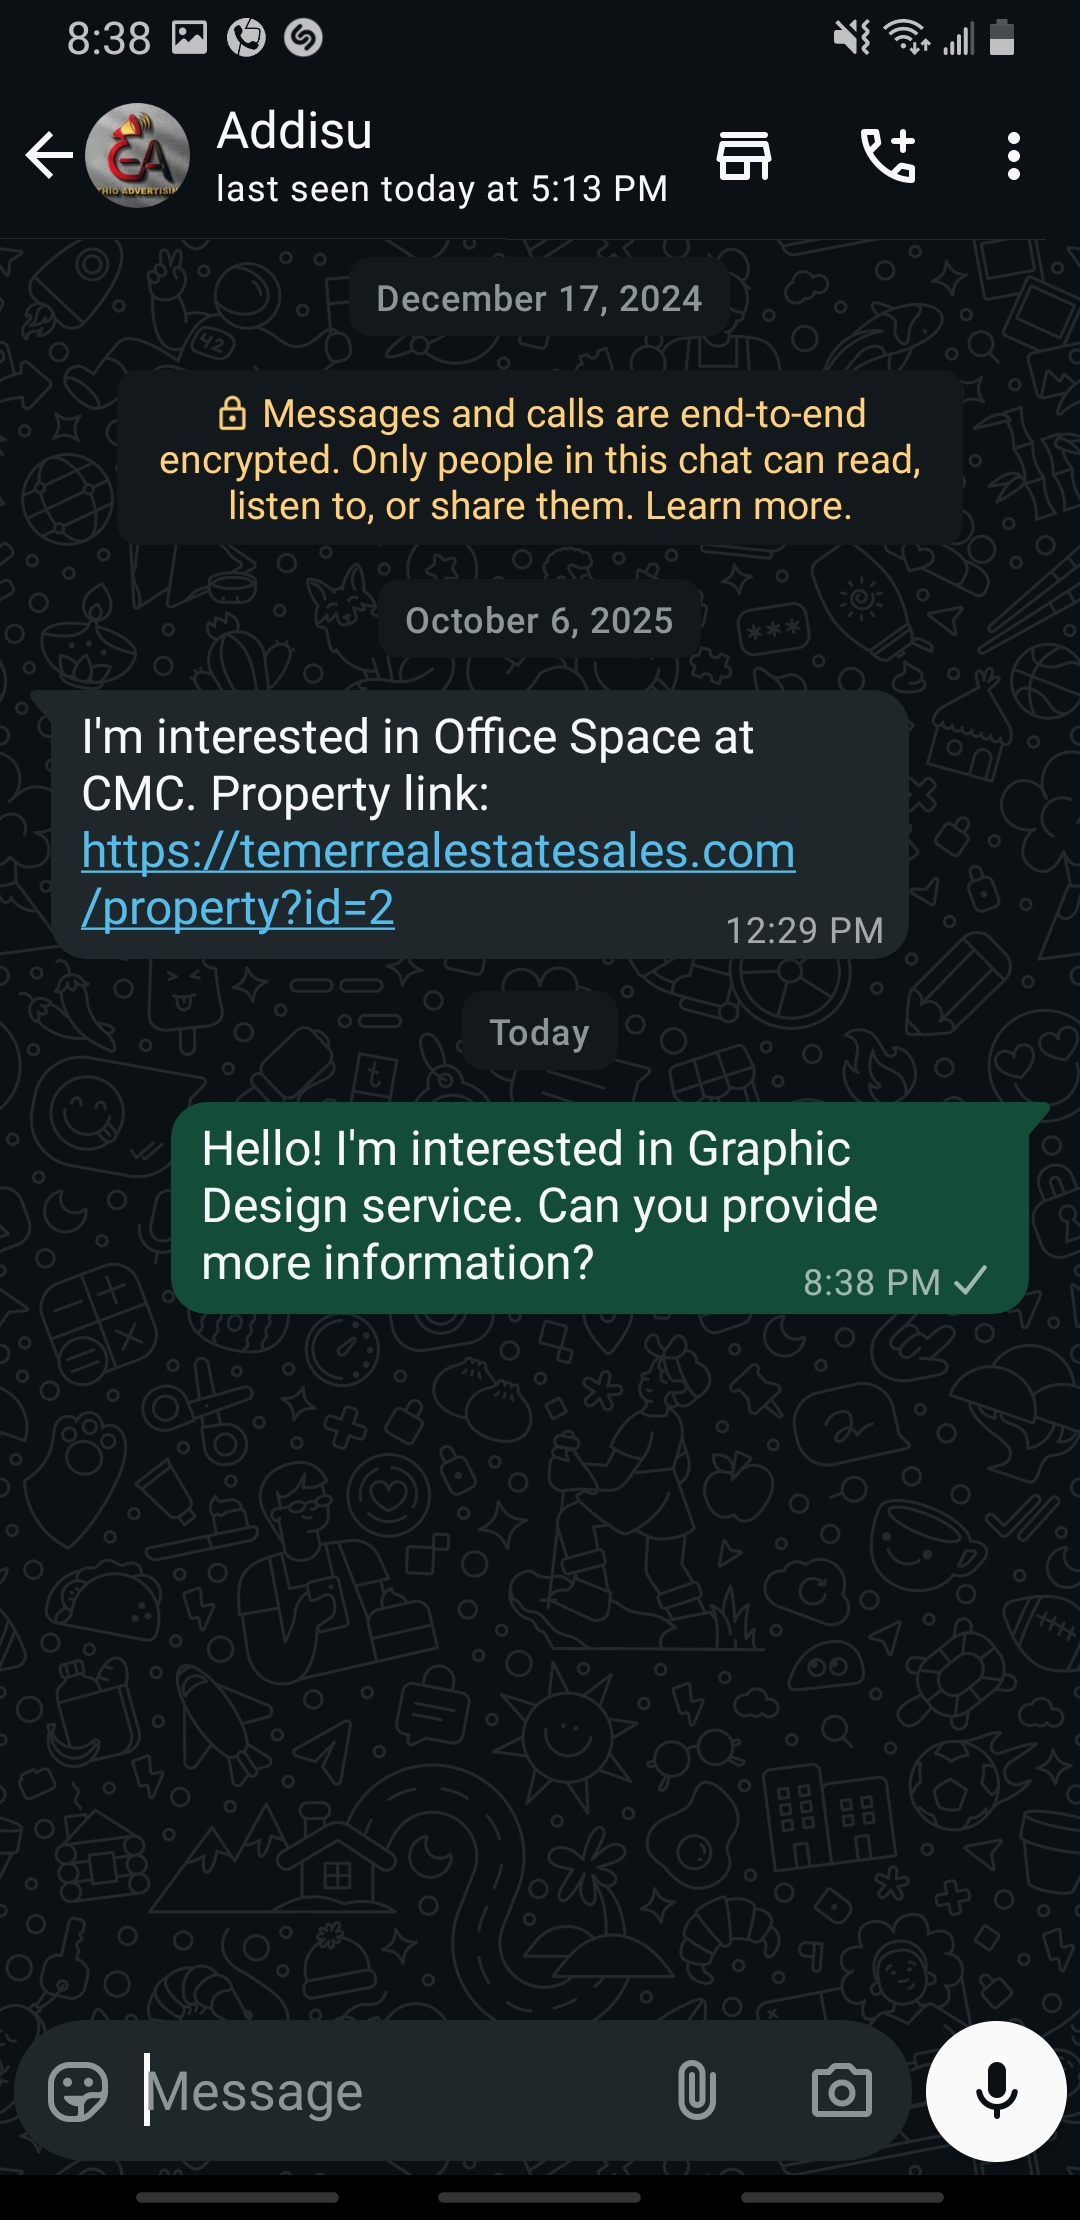 8:38
Addisu
last seen today at 5:13 PM
December 17, 2024
Messages and calls are end-to-end
encrypted. Only people in this chat can read,
listen to, or share them. Learn more.
October 6, 2025
I'm interested in Office Space at
CMC. Property link:
https://temerrealestatesales.com
/property?id=2
12:29 PM
Today
Hello! I'm interested in Graphic
Design service. Can you provide
more information?
8:38 PM
Message